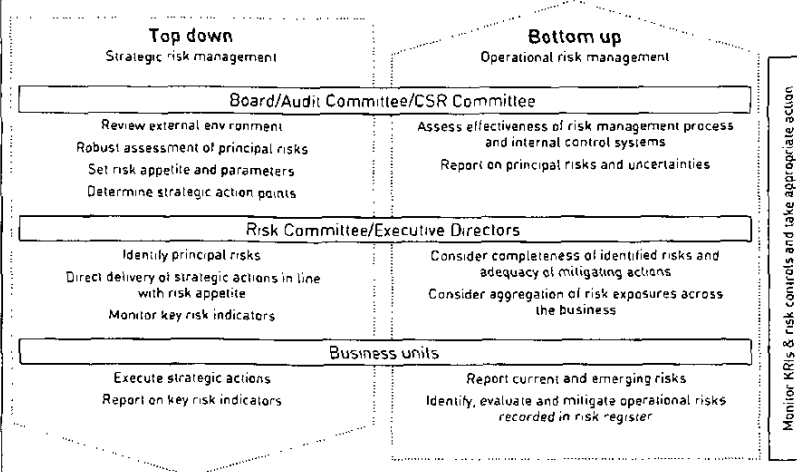 Top down
Strategic risk management
Bottom up
Operational risk management
Board/Audit Committee/CSR Committee
Review external environment
Robust assessment of principal risks
Set risk appetite and parameters
Determine strategic action points
Assess effectiveness of risk management process
and internal control systems
Report on principal risks and uncertainties
Risk Committee/Executive Directors
Identify principal risks
Direct delivery of strategic actions in line
with risk appetite
Monitor key risk indicators
Consider completeness of identified risks and
adequacy of mitigating actions
Consider aggregation of risk exposures across
the business
Business units
Execute strategic actions
Report on key risk indicators
Report current and emerging risks
Identify, evaluate and mitigate operational risks
recorded in risk register
Monitor KRIs & risk controls and take appropriate action